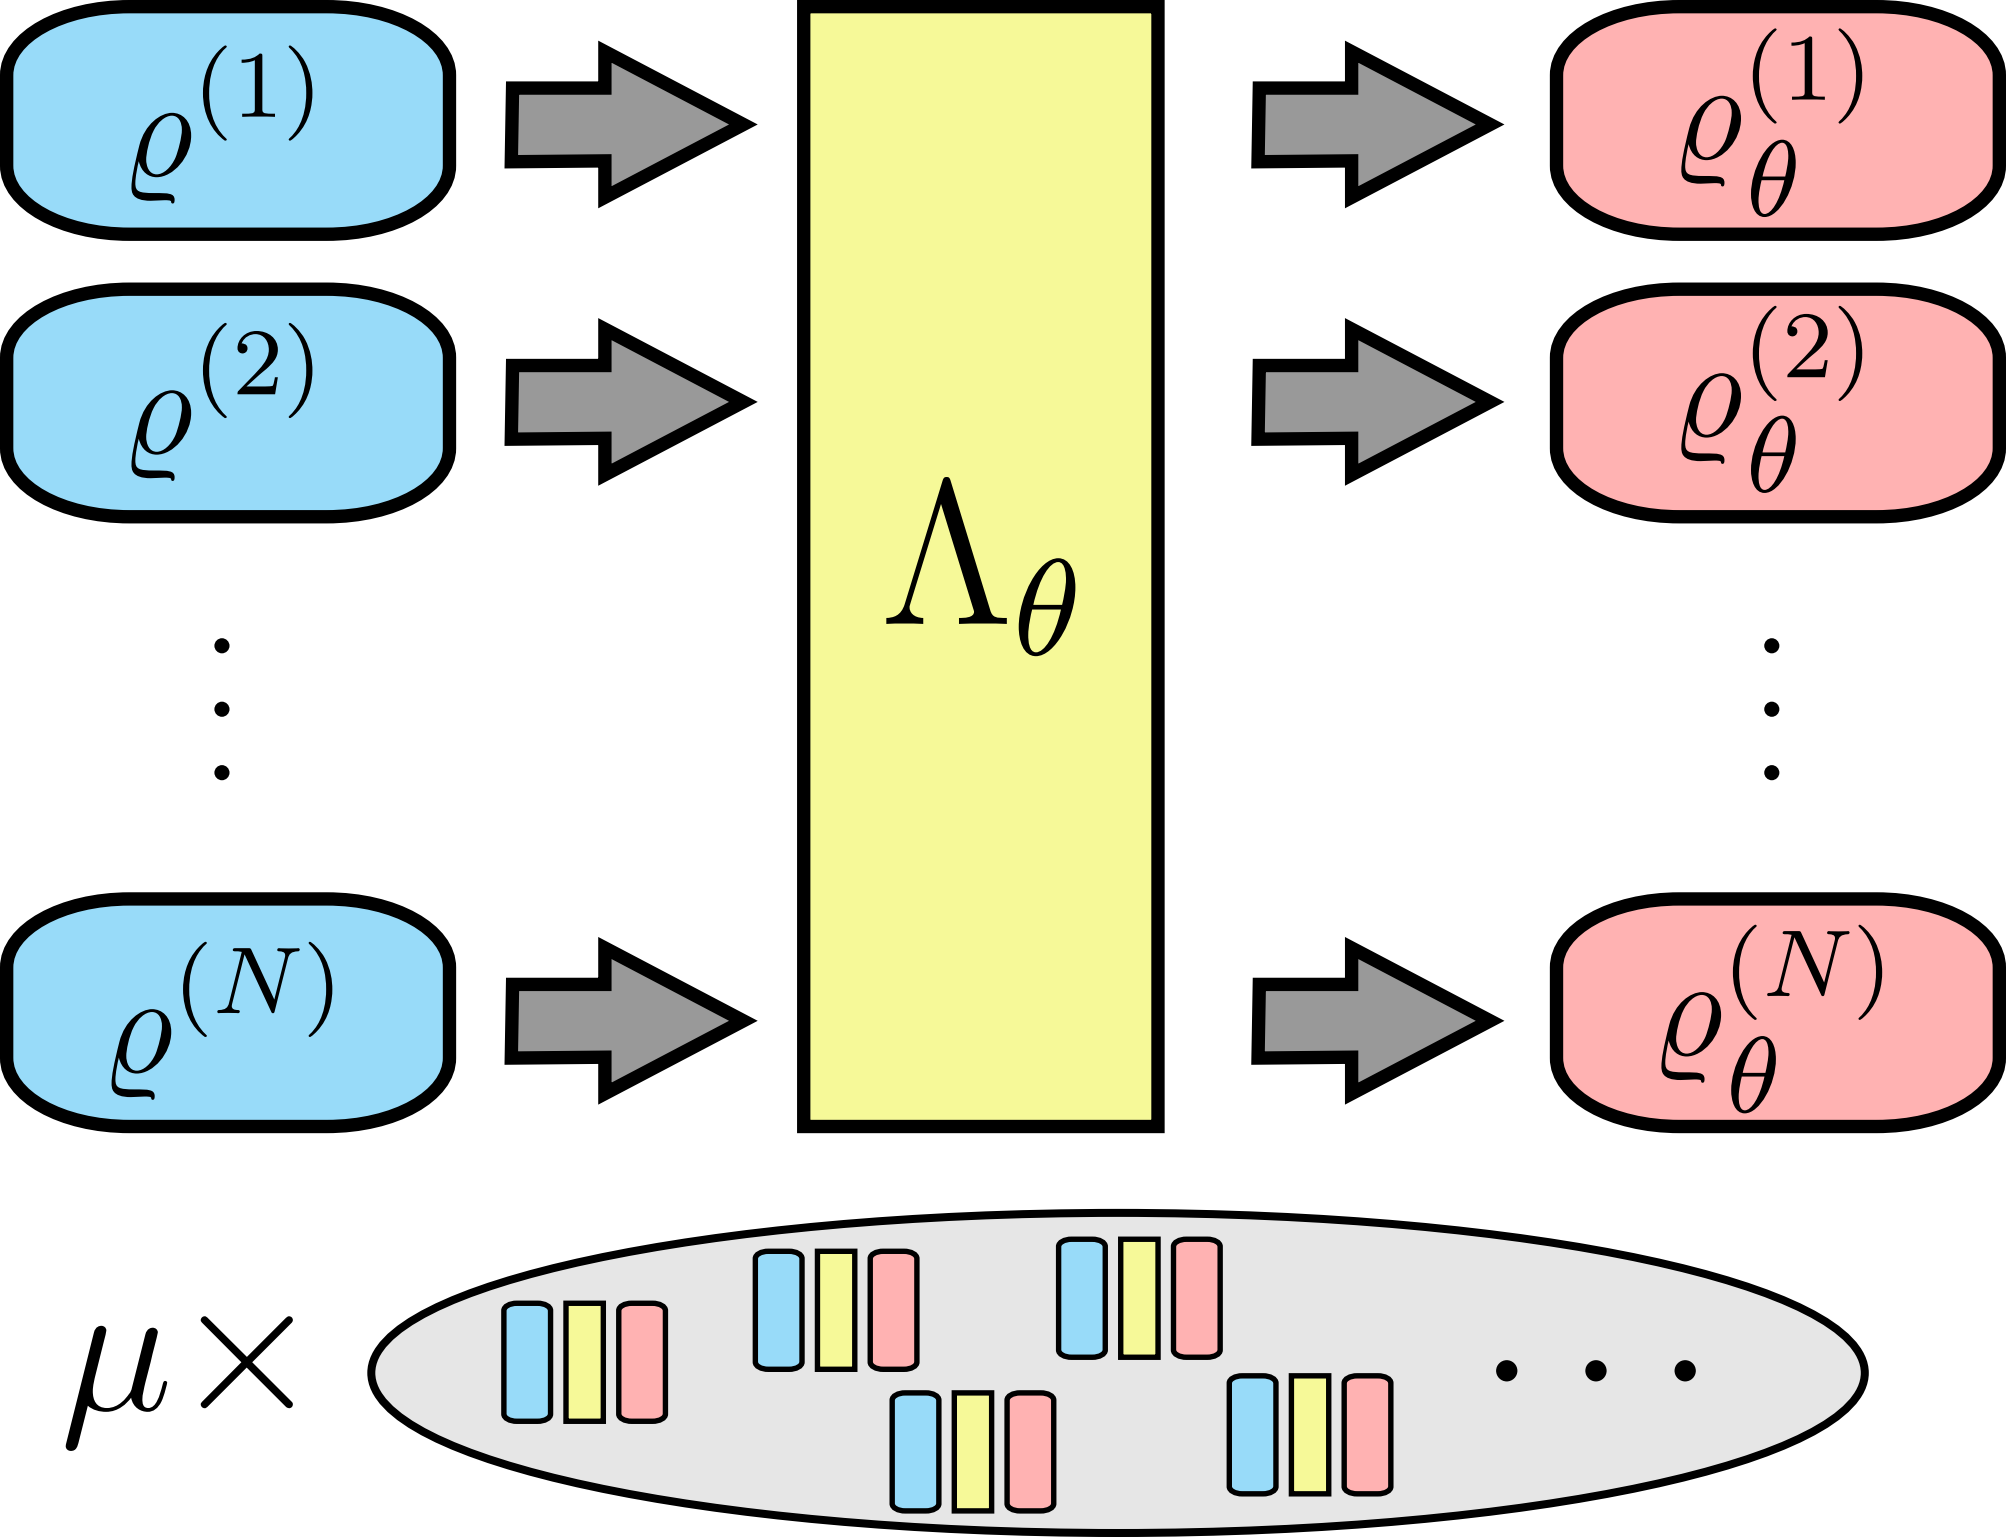 ϱ^(1) ϱ_θ^(1)
ϱ^(2) ϱ_θ^(2)
Λ_θ
⋮ ⋮
ϱ^(N) ϱ_θ^(N)
μ× . . .